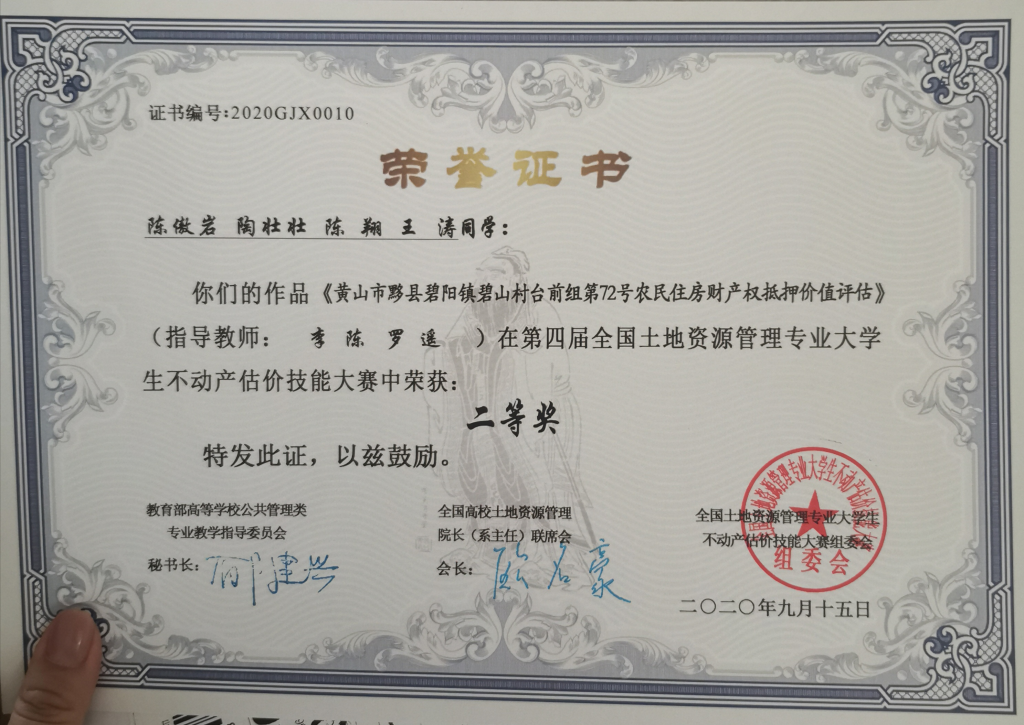 证书编号:2020GJX0010
荣誉证书
陈傲岩 陶壮壮 陈 翔 王 涛同学：
你们的作品《黄山市黟县碧阳镇碧山村台前组第72号农民住房财产权抵押价值评估》
（指导教师： 李 陈 罗 遥 ）在第四届全国土地资源管理专业大学
生不动产估价技能大赛中荣获：
二等奖
特发此证，以兹鼓励。
教育部高等学校公共管理类
专业教学指导委员会
秘书长：
全国高校土地资源管理
院长（系主任）联席会
会长：
全国土地资源管理专业大学生
不动产估价技能大赛组委会
组委会
二〇二〇年九月十五日